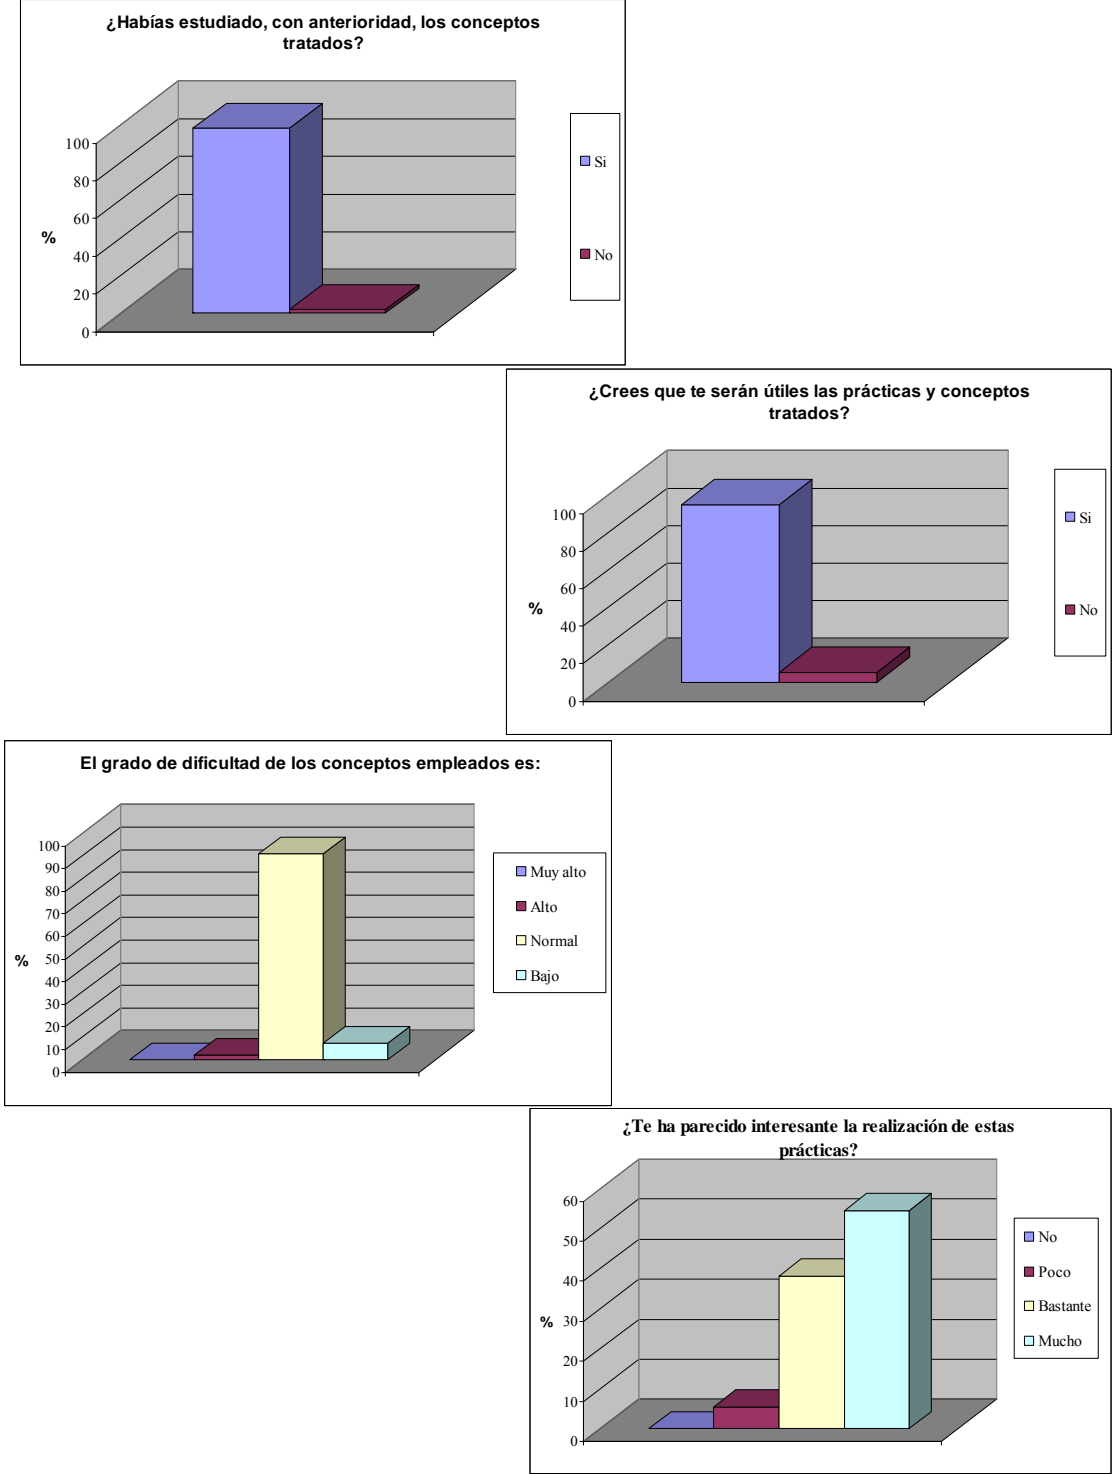 ¿Habías estudiado, con anterioridad, los conceptos
tratados?
100
80
60
40
20
0
%
Si
No
¿Crees que te serán útiles las prácticas y conceptos
tratados?
100
80
60
40
20
0
%
Si
No
El grado de dificultad de los conceptos empleados es:
100
90
80
70
60
50
40
30
20
10
0
%
Muy alto
Alto
Normal
Bajo
¿Te ha parecido interesante la realización de estas
prácticas?
60
50
40
30
20
10
0
%
No
Poco
Bastante
Mucho